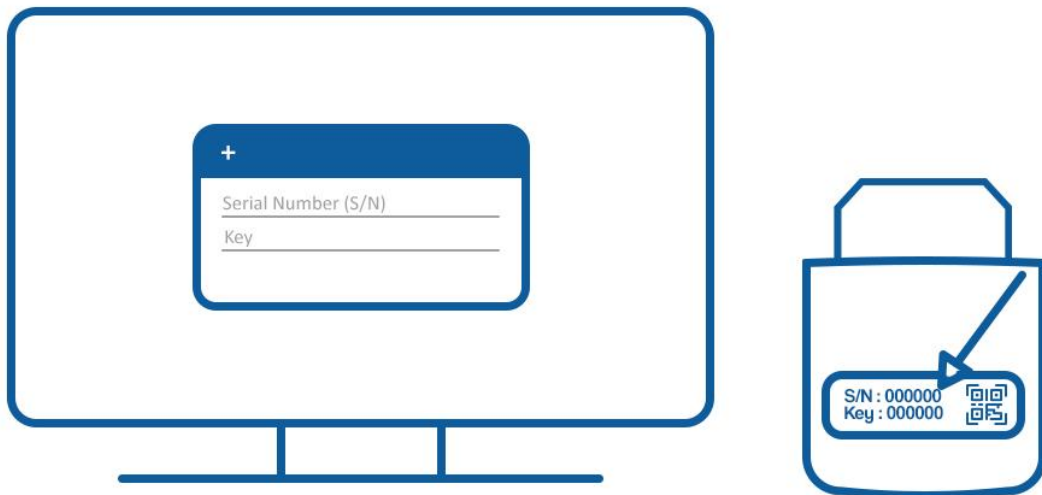 +
Serial Number (S/N)
Key
S/N : 000000
Key : 000000